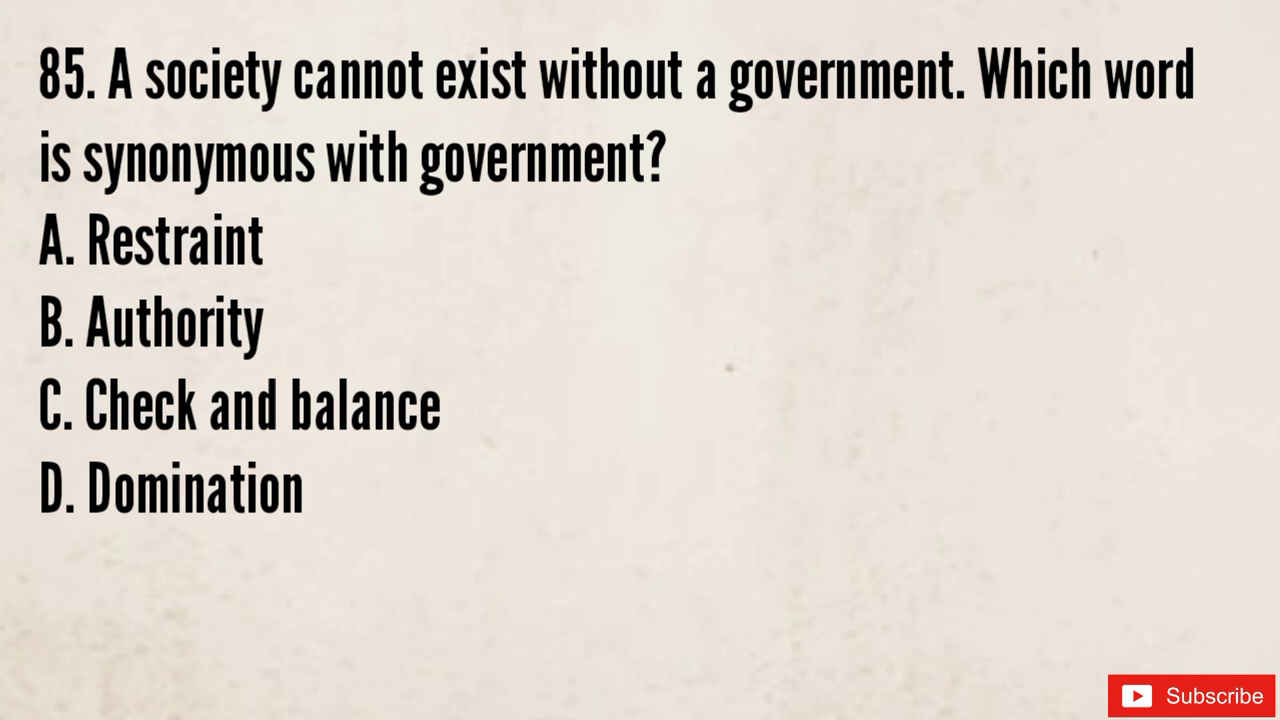 85. A society cannot exist without a government. Which word
is synonymous with government?
A. Restraint
B. Authority
C. Check and balance
D. Domination
Subscribe